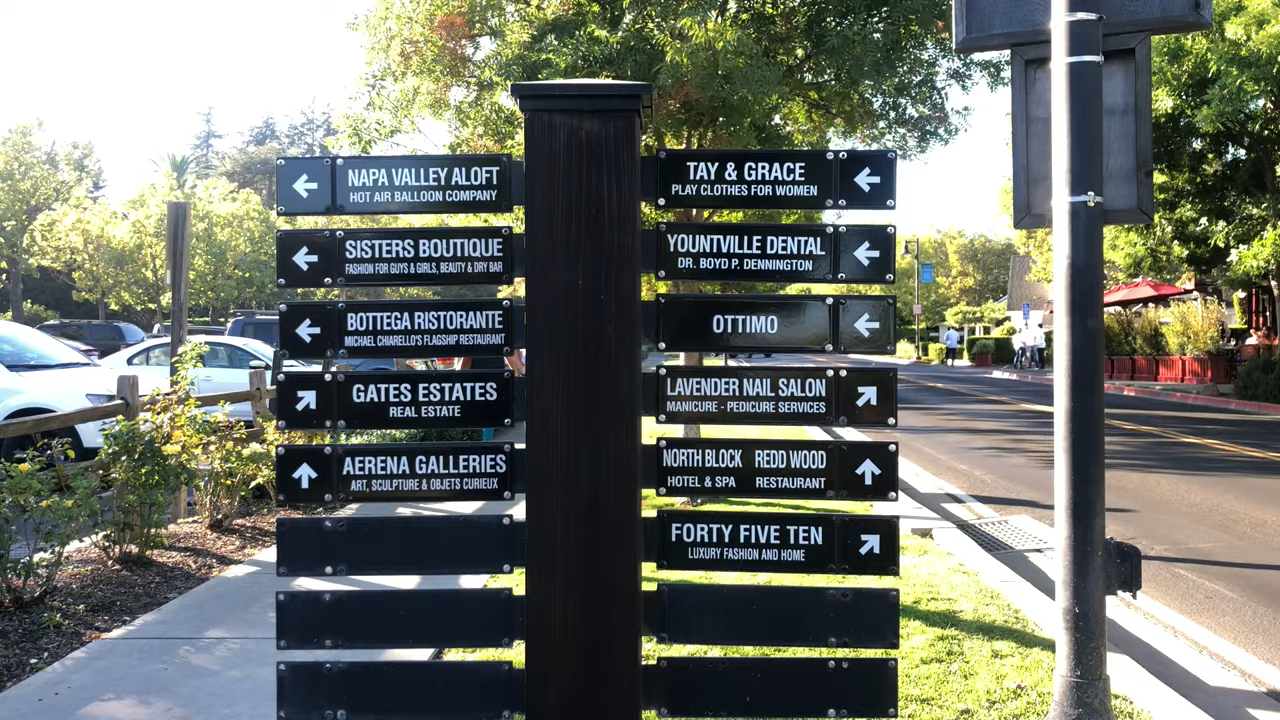 NAPA VALLEY ALOFT
HOT AIR BALLOON COMPANY
SISTERS BOUTIQUE
FASHION FOR GUYS & GIRLS, BEAUTY & DRY BAR
BOTTEGA RISTORANTE
MICHAEL CHIARELLO'S FLAGSHIP RESTAURANT
GATES ESTATES
REAL ESTATE
AERENA GALLERIES
ART, SCULPTURE & OBJETS CURIEUX
TAY & GRACE
PLAY CLOTHES FOR WOMEN
YOUNTVILLE DENTAL
DR. BOYD P. DENNINGTON
OTTIMO
LAVENDER NAIL SALON
MANICURE - PEDICURE SERVICES
NORTH BLOCK REDD WOOD
HOTEL & SPA RESTAURANT
FORTY FIVE TEN
LUXURY FASHION AND HOME